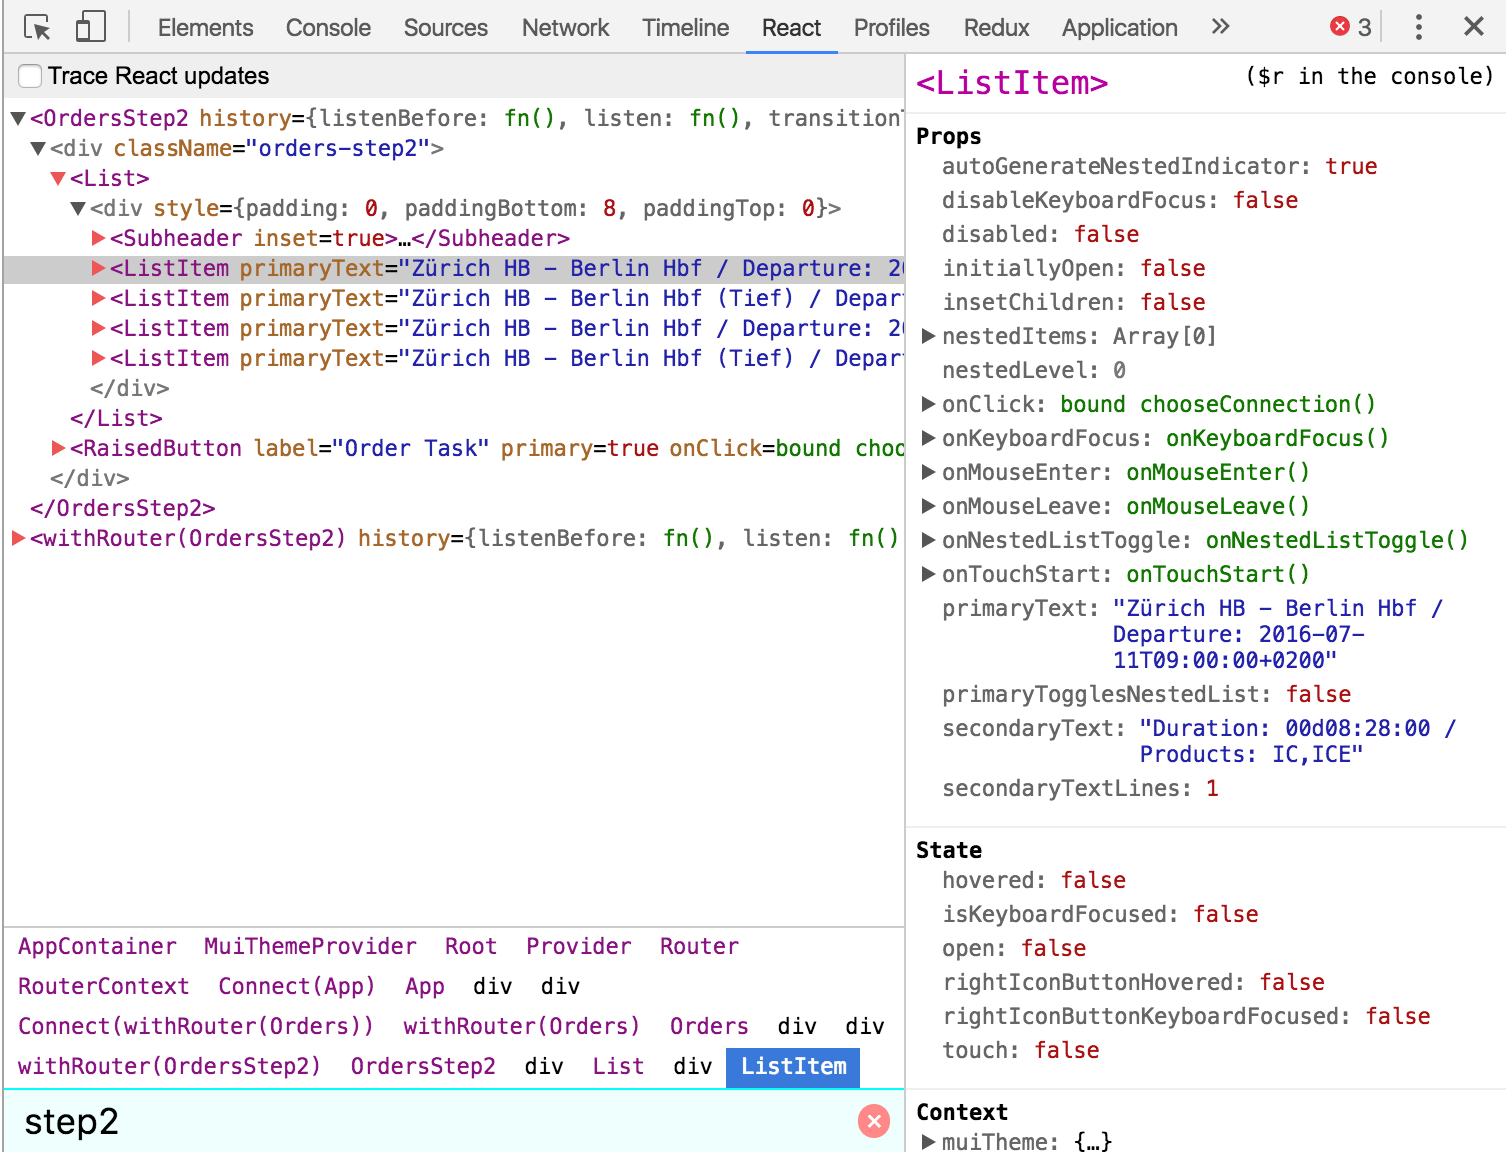 Elements Console Sources Network Timeline React Profiles Redux Application » 3
Trace React updates
<OrdersStep2 history={listenBefore: fn(), listen: fn(), transition
<div className="orders-step2">
<List>
<div style={padding: 0, paddingBottom: 8, paddingTop: 0}>
<Subheader inset=true>…</Subheader>
<ListItem primaryText="Zürich HB – Berlin Hbf / Departure: 20
<ListItem primaryText="Zürich HB – Berlin Hbf (Tief) / Depar
<ListItem primaryText="Zürich HB – Berlin Hbf / Departure: 20
<ListItem primaryText="Zürich HB – Berlin Hbf (Tief) / Depar
</div>
</List>
<RaisedButton label="Order Task" primary=true onClick=bound choo
</div>
</OrdersStep2>
<withRouter(OrdersStep2) history={listenBefore: fn(), listen: fn()
AppContainer MuiThemeProvider Root Provider Router
RouterContext Connect(App) App div div
Connect(withRouter(Orders)) withRouter(Orders) Orders div div
withRouter(OrdersStep2) OrdersStep2 div List div ListItem
step2
<ListItem> ($r in the console)
Props
autoGenerateNestedIndicator: true
disableKeyboardFocus: false
disabled: false
initiallyOpen: false
insetChildren: false
nestedItems: Array[0]
nestedLevel: 0
onClick: bound chooseConnection()
onKeyboardFocus: onKeyboardFocus()
onMouseEnter: onMouseEnter()
onMouseLeave: onMouseLeave()
onNestedListToggle: onNestedListToggle()
onTouchStart: onTouchStart()
primaryText: "Zürich HB – Berlin Hbf /
Departure: 2016-07-
11T09:00:00+0200"
primaryTogglesNestedList: false
secondaryText: "Duration: 00d08:28:00 /
Products: IC,ICE"
secondaryTextLines: 1
State
hovered: false
isKeyboardFocused: false
open: false
rightIconButtonHovered: false
rightIconButtonKeyboardFocused: false
touch: false
Context
muiTheme: {…}